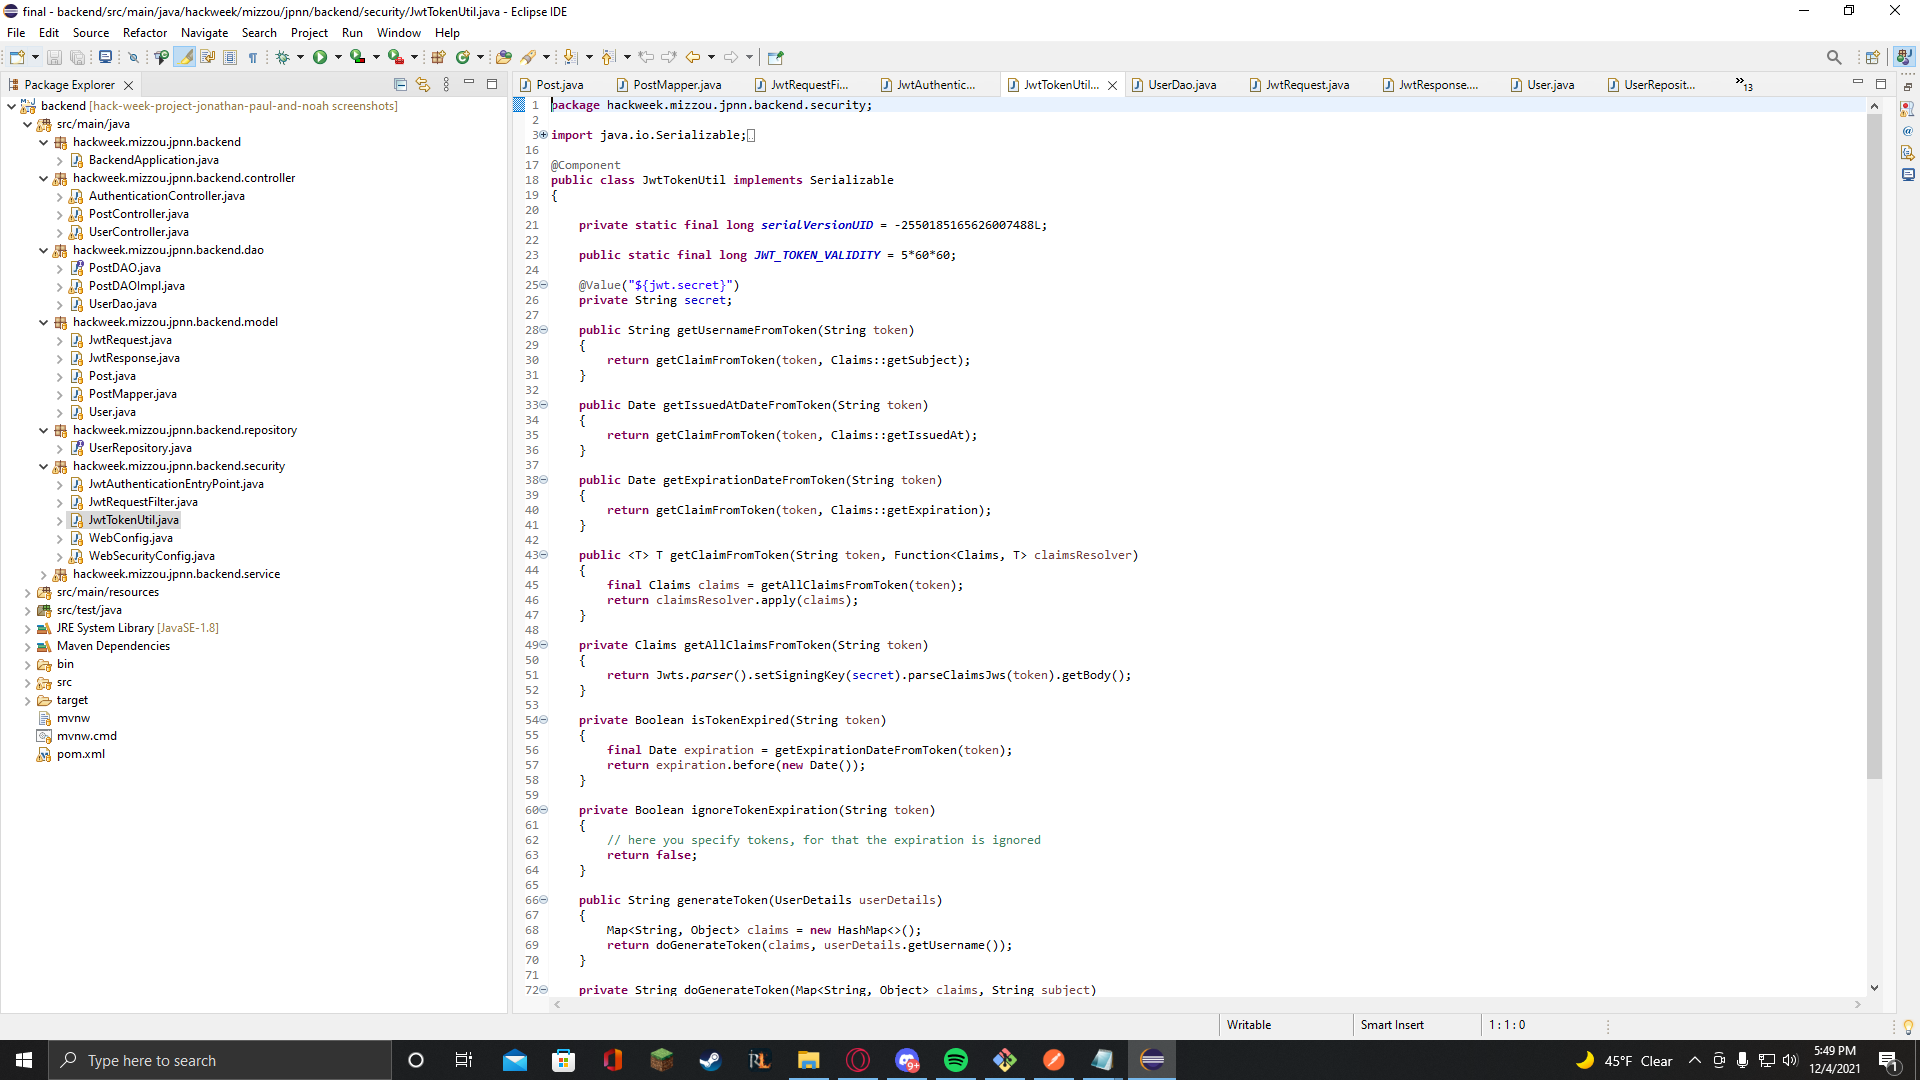 final - backend/src/main/java/hackweek/mizzou/jpnn/backend/security/JwtTokenUtil.java - Eclipse IDE
File Edit Source Refactor Navigate Search Project Run Window Help
Package Explorer
backend [hack-week-project-jonathan-paul-and-noah screenshots]
src/main/java
hackweek.mizzou.jpnn.backend
BackendApplication.java
hackweek.mizzou.jpnn.backend.controller
AuthenticationController.java
PostController.java
UserController.java
hackweek.mizzou.jpnn.backend.dao
PostDAO.java
PostDAOImpl.java
UserDao.java
hackweek.mizzou.jpnn.backend.model
JwtRequest.java
JwtResponse.java
Post.java
PostMapper.java
User.java
hackweek.mizzou.jpnn.backend.repository
UserRepository.java
hackweek.mizzou.jpnn.backend.security
JwtAuthenticationEntryPoint.java
JwtRequestFilter.java
JwtTokenUtil.java
WebConfig.java
WebSecurityConfig.java
hackweek.mizzou.jpnn.backend.service
src/main/resources
src/test/java
JRE System Library [JavaSE-1.8]
Maven Dependencies
bin
src
target
mvnw
mvnw.cmd
pom.xml
Post.java PostMapper.java JwtRequestFi... JwtAuthentic... JwtTokenUtil... UserDao.java JwtRequest.java JwtResponse.... User.java UserReposit... »13
1 package hackweek.mizzou.jpnn.backend.security;
2
3 import java.io.Serializable;
16
17 @Component
18 public class JwtTokenUtil implements Serializable
19 {
20
21 private static final long serialVersionUID = -2550185165626007488L;
22
23 public static final long JWT_TOKEN_VALIDITY = 5*60*60;
24
25 @Value("${jwt.secret}")
26 private String secret;
27
28 public String getUsernameFromToken(String token)
29 {
30 return getClaimFromToken(token, Claims::getSubject);
31 }
32
33 public Date getIssuedAtDateFromToken(String token)
34 {
35 return getClaimFromToken(token, Claims::getIssuedAt);
36 }
37
38 public Date getExpirationDateFromToken(String token)
39 {
40 return getClaimFromToken(token, Claims::getExpiration);
41 }
42
43 public <T> T getClaimFromToken(String token, Function<Claims, T> claimsResolver)
44 {
45 final Claims claims = getAllClaimsFromToken(token);
46 return claimsResolver.apply(claims);
47 }
48
49 private Claims getAllClaimsFromToken(String token)
50 {
51 return Jwts.parser().setSigningKey(secret).parseClaimsJws(token).getBody();
52 }
53
54 private Boolean isTokenExpired(String token)
55 {
56 final Date expiration = getExpirationDateFromToken(token);
57 return expiration.before(new Date());
58 }
59
60 private Boolean ignoreTokenExpiration(String token)
61 {
62 // here you specify tokens, for that the expiration is ignored
63 return false;
64 }
65
66 public String generateToken(UserDetails userDetails)
67 {
68 Map<String, Object> claims = new HashMap<>();
69 return doGenerateToken(claims, userDetails.getUsername());
70 }
71
72 private String doGenerateToken(Map<String, Object> claims, String subject)
Writable Smart Insert 1 : 1 : 0
Type here to search
RL
9+
45°F Clear
5:49 PM
12/4/2021
1